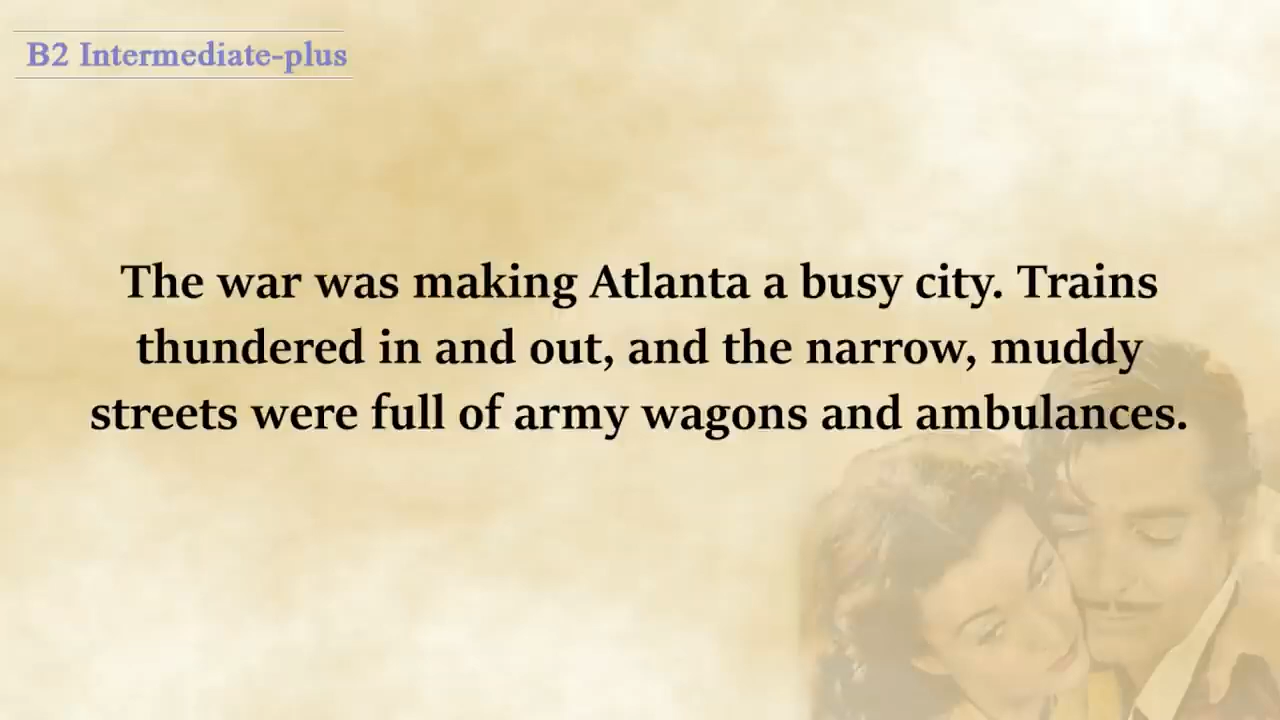 B2 Intermediate-plus
The war was making Atlanta a busy city. Trains
thundered in and out, and the narrow, muddy
streets were full of army wagons and ambulances.